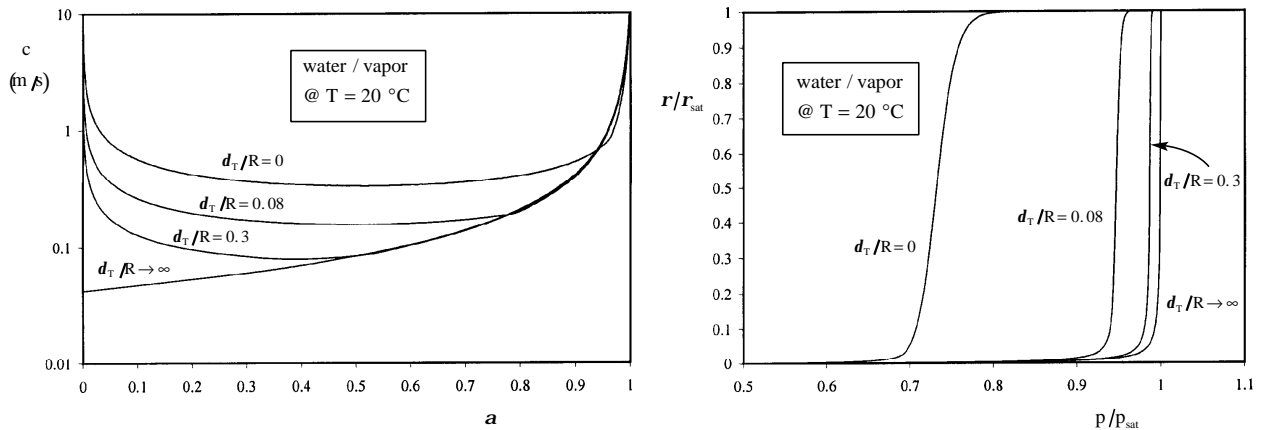 10
c
(m/s)
water / vapor
@ T = 20 °C
1
d_T/R=0
d_T/R=0.08
d_T/R=0.3
0.1
d_T/R→∞
0.01
0 0.1 0.2 0.3 0.4 0.5 0.6 0.7 0.8 0.9 1
a
1
0.9
water / vapor
@ T = 20 °C
0.8
r/r_sat
0.7
0.6
0.5
d_T/R=0.3
0.4
d_T/R=0.08
0.3
d_T/R=0
0.2
d_T/R→∞
0.1
0
0.5 0.6 0.7 0.8 0.9 1 1.1
p/p_sat